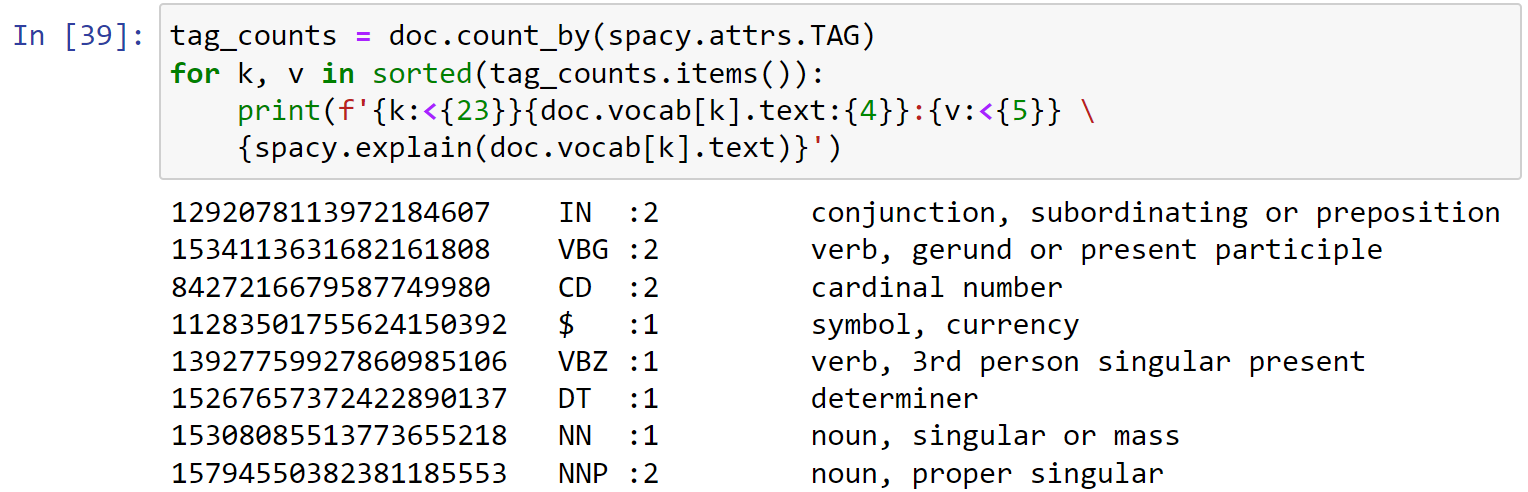 In [39]: tag_counts = doc.count_by(spacy.attrs.TAG)
for k, v in sorted(tag_counts.items()):
    print(f'{k:<{23}}{doc.vocab[k].text:{4}}:{v:<{5}} \
    {spacy.explain(doc.vocab[k].text)}')
1292078113972184607    IN  :2         conjunction, subordinating or preposition
1534113631682161808    VBG :2         verb, gerund or present participle
8427216679587749980    CD  :2         cardinal number
11283501755624150392   $   :1         symbol, currency
13927759927860985106   VBZ :1         verb, 3rd person singular present
15267657372422890137   DT  :1         determiner
15308085513773655218   NN  :1         noun, singular or mass
15794550382381185553   NNP :2         noun, proper singular